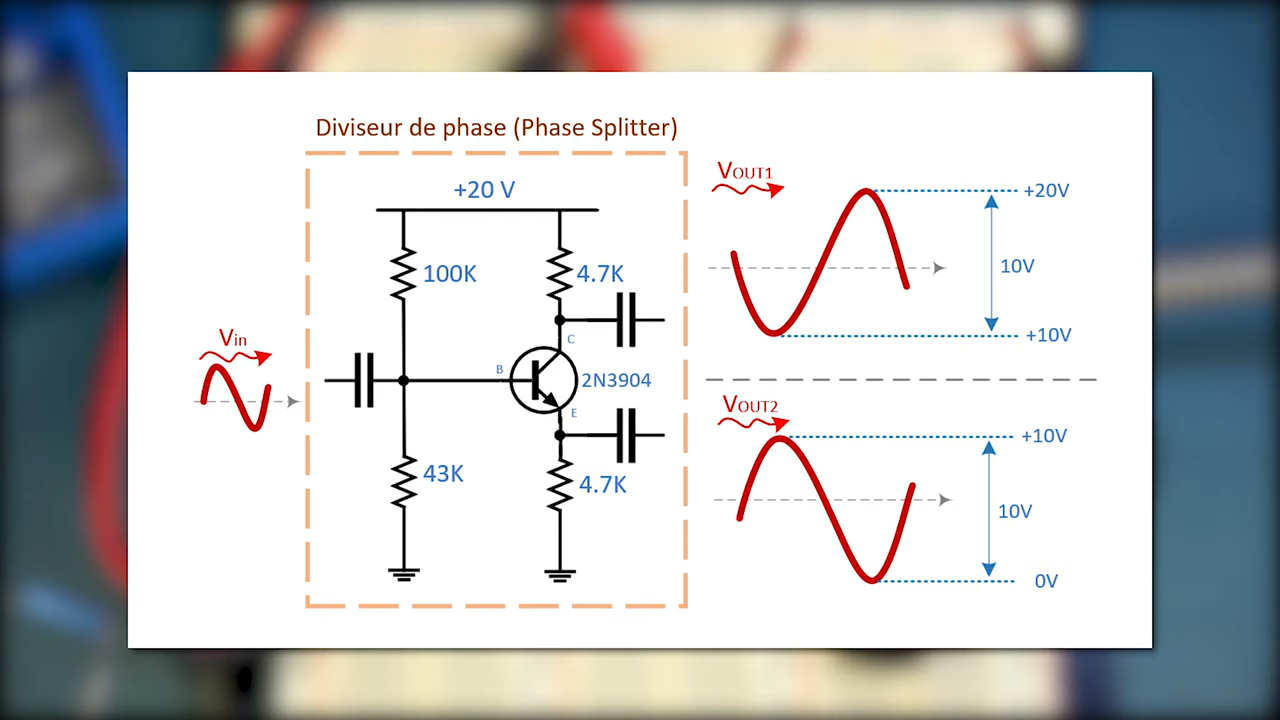 Diviseur de phase (Phase Splitter)
+20 V
100K
4.7K
C
B
2N3904
E
43K
4.7K
Vin
VOUT1
+20V
10V
+10V
VOUT2
+10V
10V
0V